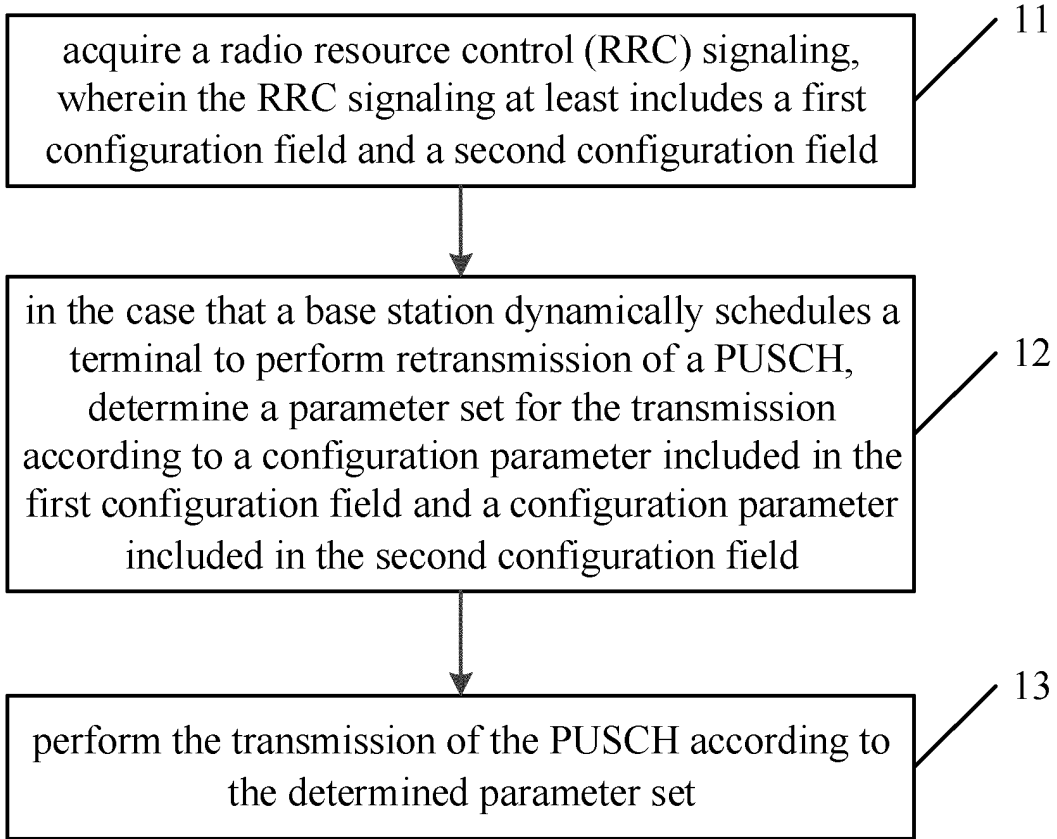 11
acquire a radio resource control (RRC) signaling,
wherein the RRC signaling at least includes a first
configuration field and a second configuration field
in the case that a base station dynamically schedules a
terminal to perform retransmission of a PUSCH,
determine a parameter set for the transmission
according to a configuration parameter included in the
first configuration field and a configuration parameter
included in the second configuration field
12
perform the transmission of the PUSCH according to
the determined parameter set
13